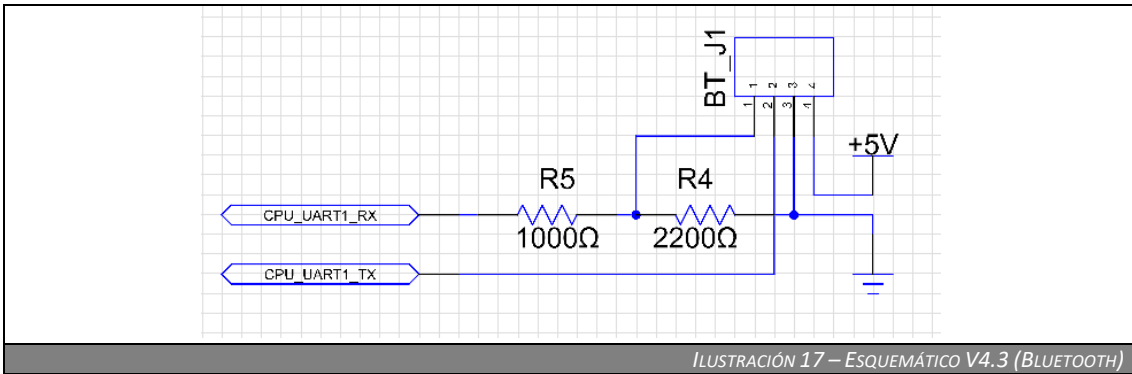 BT_J1
1 2 3 4
1 2 3 4
+5V
R5 R4
CPU_UART1_RX
1000Ω 2200Ω
CPU_UART1_TX
ILUSTRACIÓN 17 – ESQUEMÁTICO V4.3 (BLUETOOTH)